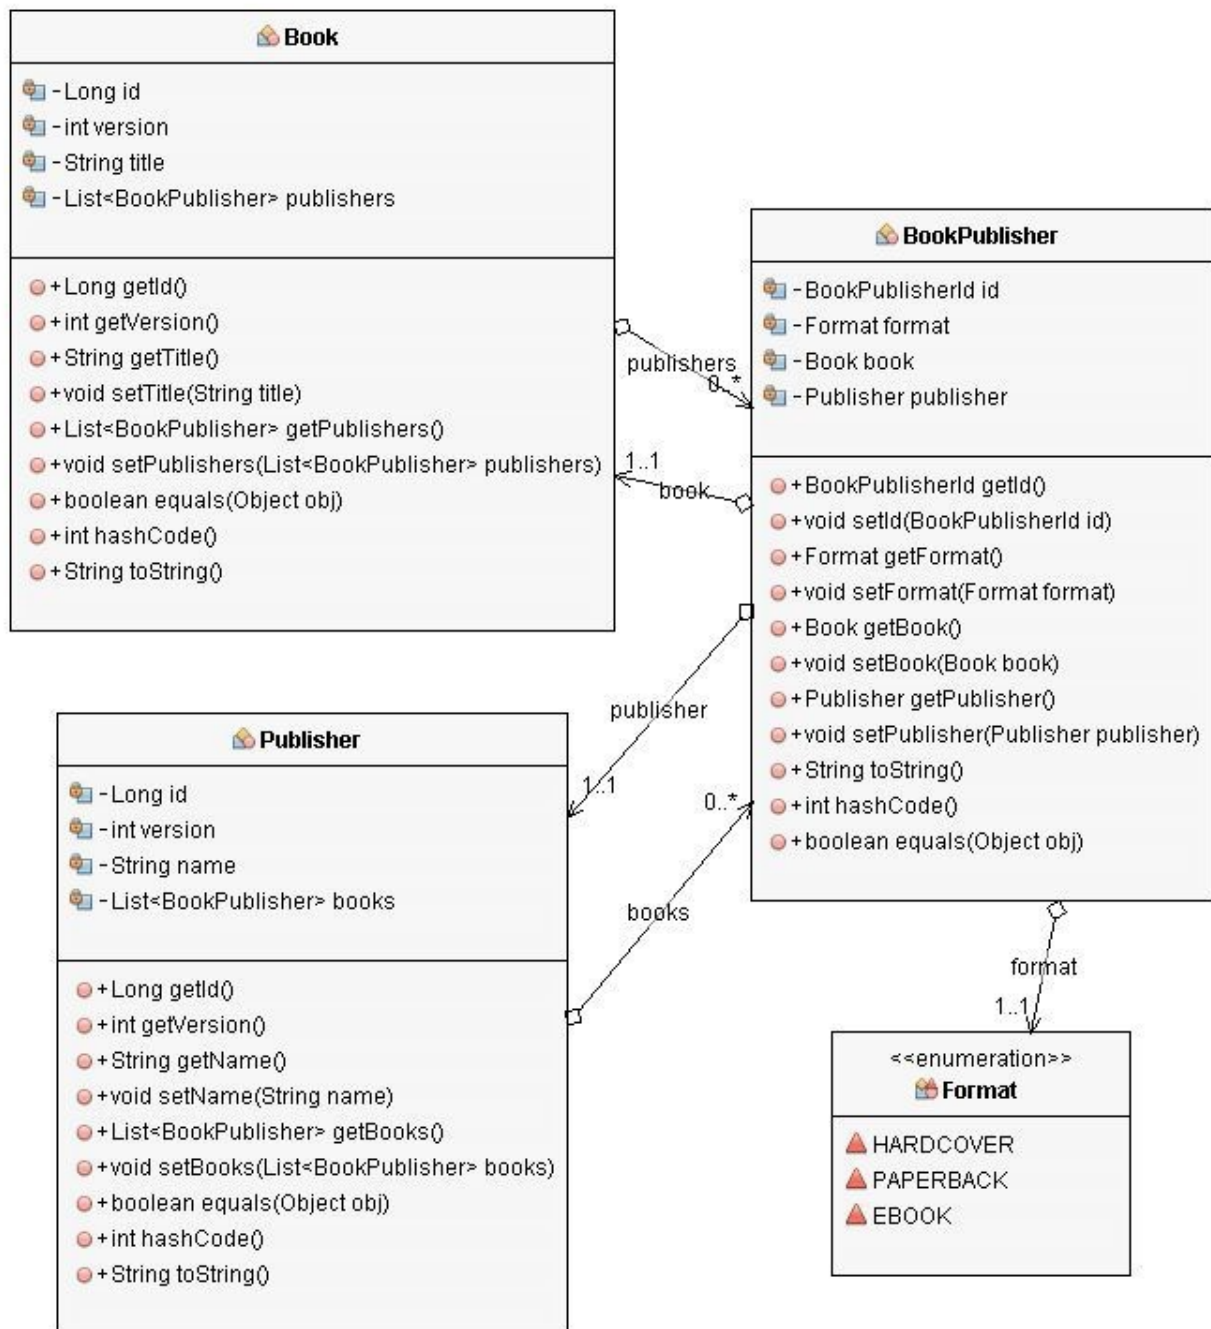 Book
-Long id
-int version
-String title
-List<BookPublisher> publishers
+Long getId()
+int getVersion()
+String getTitle()
+void setTitle(String title)
+List<BookPublisher> getPublishers()
+void setPublishers(List<BookPublisher> publishers)
+boolean equals(Object obj)
+int hashCode()
+String toString()
publishers
0..*
1..1
book
BookPublisher
-BookPublisherId id
-Format format
-Book book
-Publisher publisher
+BookPublisherId getId()
+void setId(BookPublisherId id)
+Format getFormat()
+void setFormat(Format format)
+Book getBook()
+void setBook(Book book)
+Publisher getPublisher()
+void setPublisher(Publisher publisher)
+String toString()
+int hashCode()
+boolean equals(Object obj)
publisher
1..1
0..*
books
Publisher
-Long id
-int version
-String name
-List<BookPublisher> books
+Long getId()
+int getVersion()
+String getName()
+void setName(String name)
+List<BookPublisher> getBooks()
+void setBooks(List<BookPublisher> books)
+boolean equals(Object obj)
+int hashCode()
+String toString()
format
1..1
<<enumeration>>
Format
HARDCOVER
PAPERBACK
EBOOK